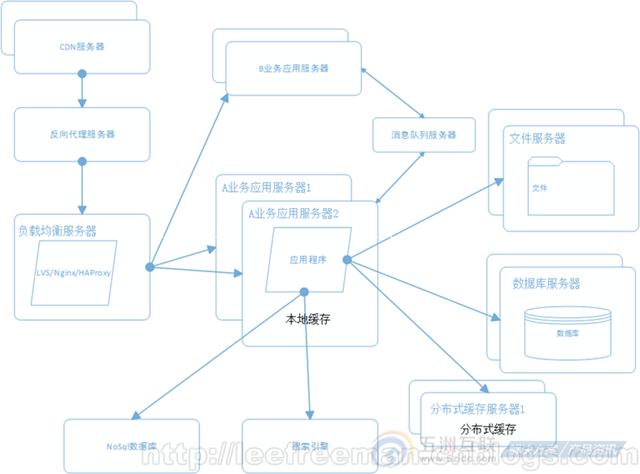 CDN服务器
B业务应用服务器
反向代理服务器
消息队列服务器
文件服务器
文件
A业务应用服务器1
A业务应用服务器2
负载均衡服务器
LVS/Nginx/HAProxy
应用程序
本地缓存
数据库服务器
数据库
分布式缓存服务器1
分布式缓存
NoSql数据库
搜索引擎
http://leefreeman.cnblogs.com